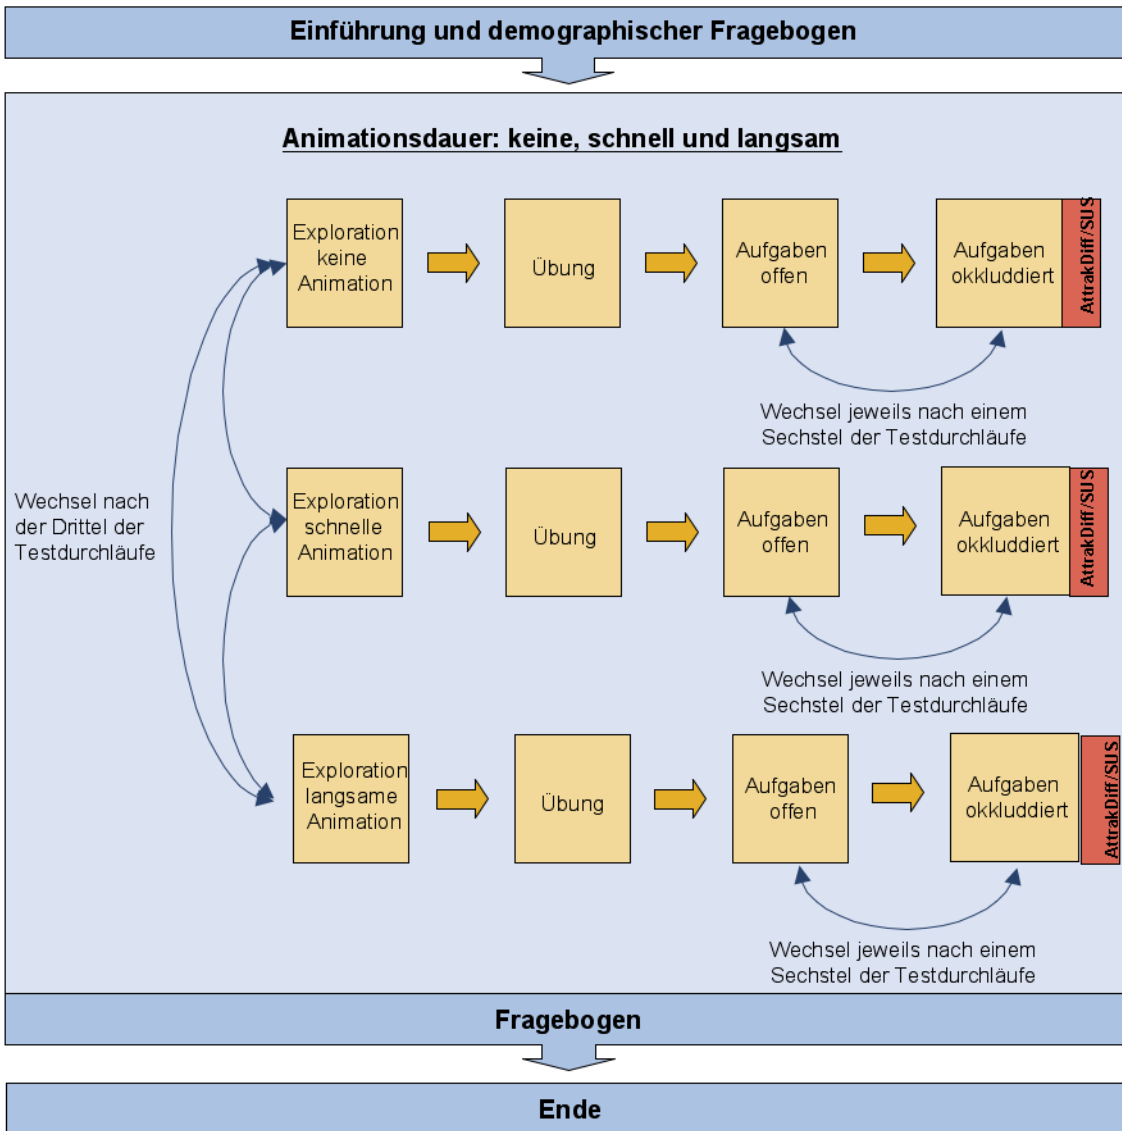 Einführung und demographischer Fragebogen
Animationsdauer: keine, schnell und langsam
Exploration
keine
Animation
Übung
Aufgaben
offen
Aufgaben
okkluddiert
AttrakDiff/SUS
Wechsel jeweils nach einem
Sechstel der Testdurchläufe
Wechsel nach
der Drittel der
Testdurchläufe
Exploration
schnelle
Animation
Übung
Aufgaben
offen
Aufgaben
okkluddiert
AttrakDiff/SUS
Wechsel jeweils nach einem
Sechstel der Testdurchläufe
Exploration
langsame
Animation
Übung
Aufgaben
offen
Aufgaben
okkluddiert
AttrakDiff/SUS
Wechsel jeweils nach einem
Sechstel der Testdurchläufe
Fragebogen
Ende